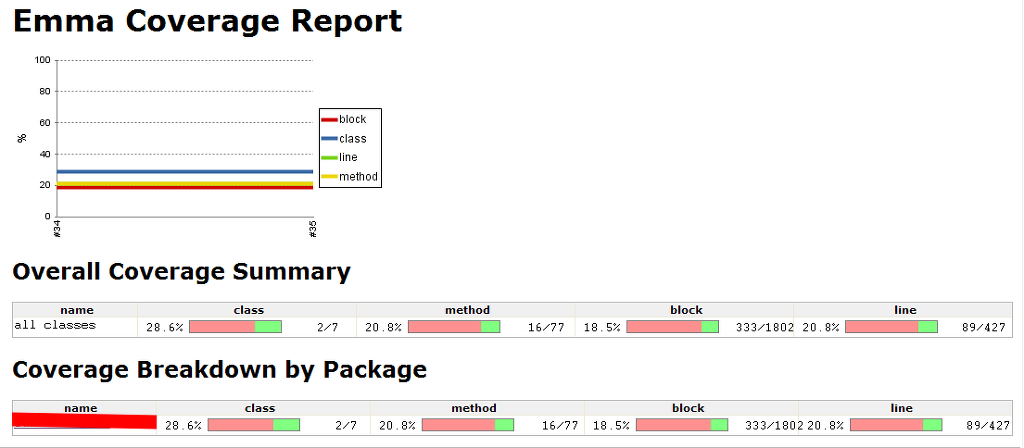 Emma Coverage Report
100
80
60
40
20
0
%
#34
#35
block
class
line
method
Overall Coverage Summary
name class method block line
all classes 28.6% 2/7 20.8% 16/77 18.5% 333/1802 20.8% 89/427
Coverage Breakdown by Package
name class method block line
28.6% 2/7 20.8% 16/77 18.5% 333/1802 20.8% 89/427